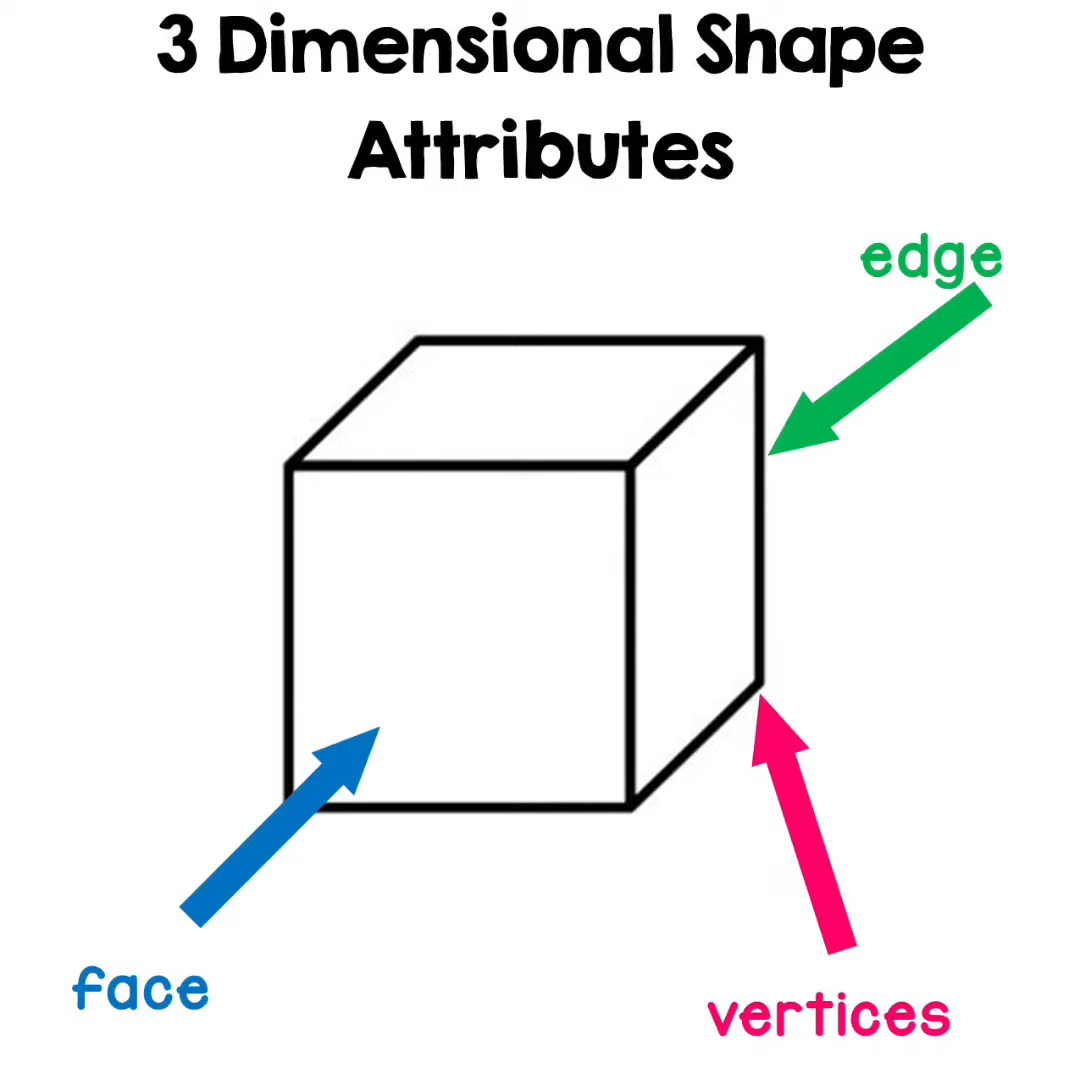 3 Dimensional Shape
Attributes
edge
face
vertices